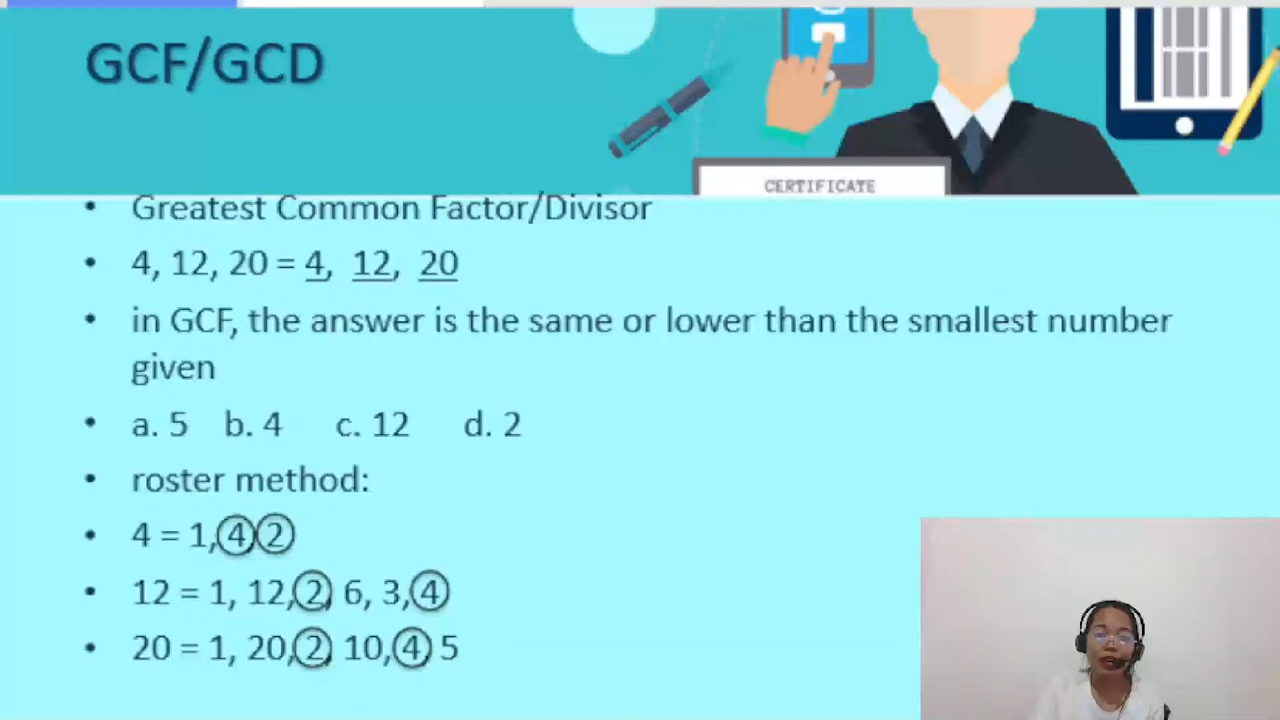 GCF/GCD
CERTIFICATE
• Greatest Common Factor/Divisor
• 4, 12, 20 = 4, 12, 20
• in GCF, the answer is the same or lower than the smallest number
given
• a. 5 b. 4 c. 12 d. 2
• roster method:
• 4 = 1, 4, 2
• 12 = 1, 12, 2, 6, 3, 4
• 20 = 1, 20, 2, 10, 4, 5